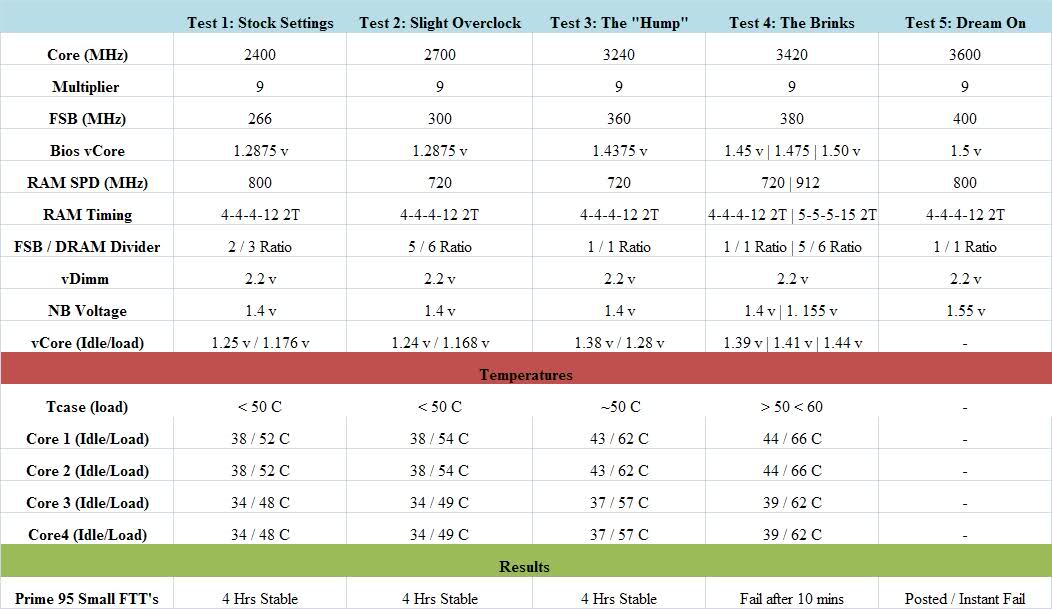 Test 1: Stock Settings Test 2: Slight Overclock Test 3: The "Hump" Test 4: The Brinks Test 5: Dream On
Core (MHz) 2400 2700 3240 3420 3600
Multiplier 9 9 9 9 9
FSB (MHz) 266 300 360 380 400
Bios vCore 1.2875 v 1.2875 v 1.4375 v 1.45 v | 1.475 | 1.50 v 1.5 v
RAM SPD (MHz) 800 720 720 720 | 912 800
RAM Timing 4-4-4-12 2T 4-4-4-12 2T 4-4-4-12 2T 4-4-4-12 2T | 5-5-5-15 2T 4-4-4-12 2T
FSB / DRAM Divider 2 / 3 Ratio 5 / 6 Ratio 1 / 1 Ratio 1 / 1 Ratio | 5 / 6 Ratio 1 / 1 Ratio
vDimm 2.2 v 2.2 v 2.2 v 2.2 v 2.2 v
NB Voltage 1.4 v 1.4 v 1.4 v 1.4 v | 1. 155 v 1.55 v
vCore (Idle/load) 1.25 v / 1.176 v 1.24 v / 1.168 v 1.38 v / 1.28 v 1.39 v | 1.41 v | 1.44 v -
Temperatures
Tcase (load) < 50 C < 50 C ~50 C > 50 < 60 -
Core 1 (Idle/Load) 38 / 52 C 38 / 54 C 43 / 62 C 44 / 66 C -
Core 2 (Idle/Load) 38 / 52 C 38 / 54 C 43 / 62 C 44 / 66 C -
Core 3 (Idle/Load) 34 / 48 C 34 / 49 C 37 / 57 C 39 / 62 C -
Core4 (Idle/Load) 34 / 48 C 34 / 49 C 37 / 57 C 39 / 62 C -
Results
Prime 95 Small FTT's 4 Hrs Stable 4 Hrs Stable 4 Hrs Stable Fail after 10 mins Posted / Instant Fail